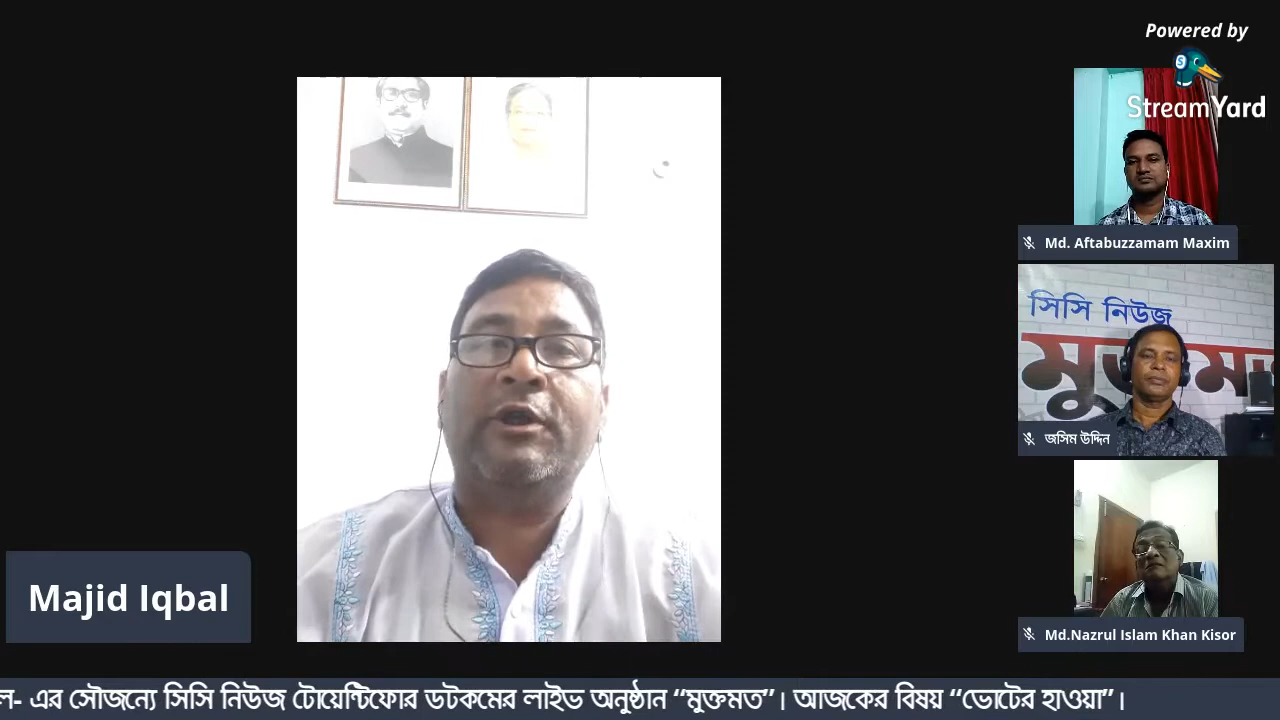 Powered by
StreamYard
Md. Aftabuzzamam Maxim
সিসি নিউজ
জসিম উদ্দিন
Majid Iqbal
Md.Nazrul Islam Khan Kisor
এর সৌজন্যে সিসি নিউজ টোয়েন্টিফোর ডটকমের লাইভ অনুষ্ঠান “মুক্তমত”। আজকের বিষয় “ভোটের হাওয়া”।